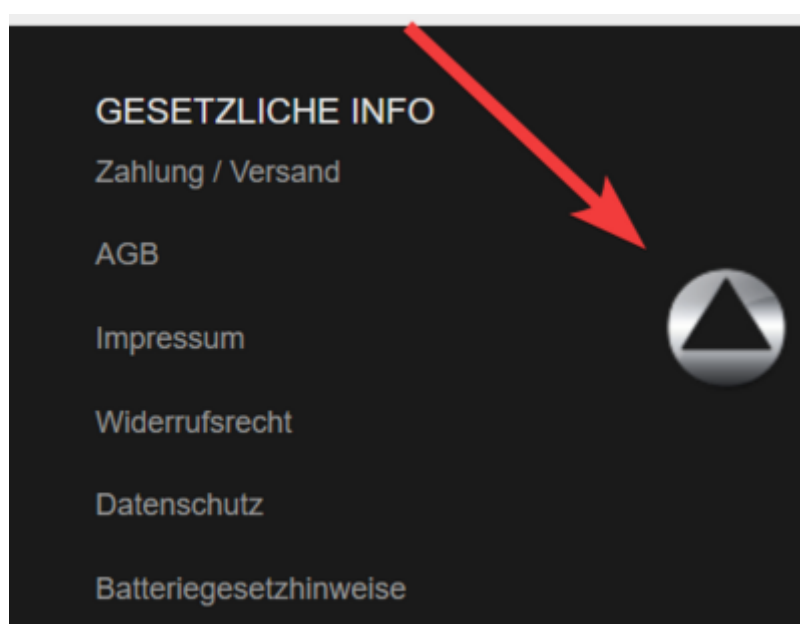 GESETZLICHE INFO
Zahlung / Versand
AGB
Impressum
Widerrufsrecht
Datenschutz
Batteriegesetzhinweise